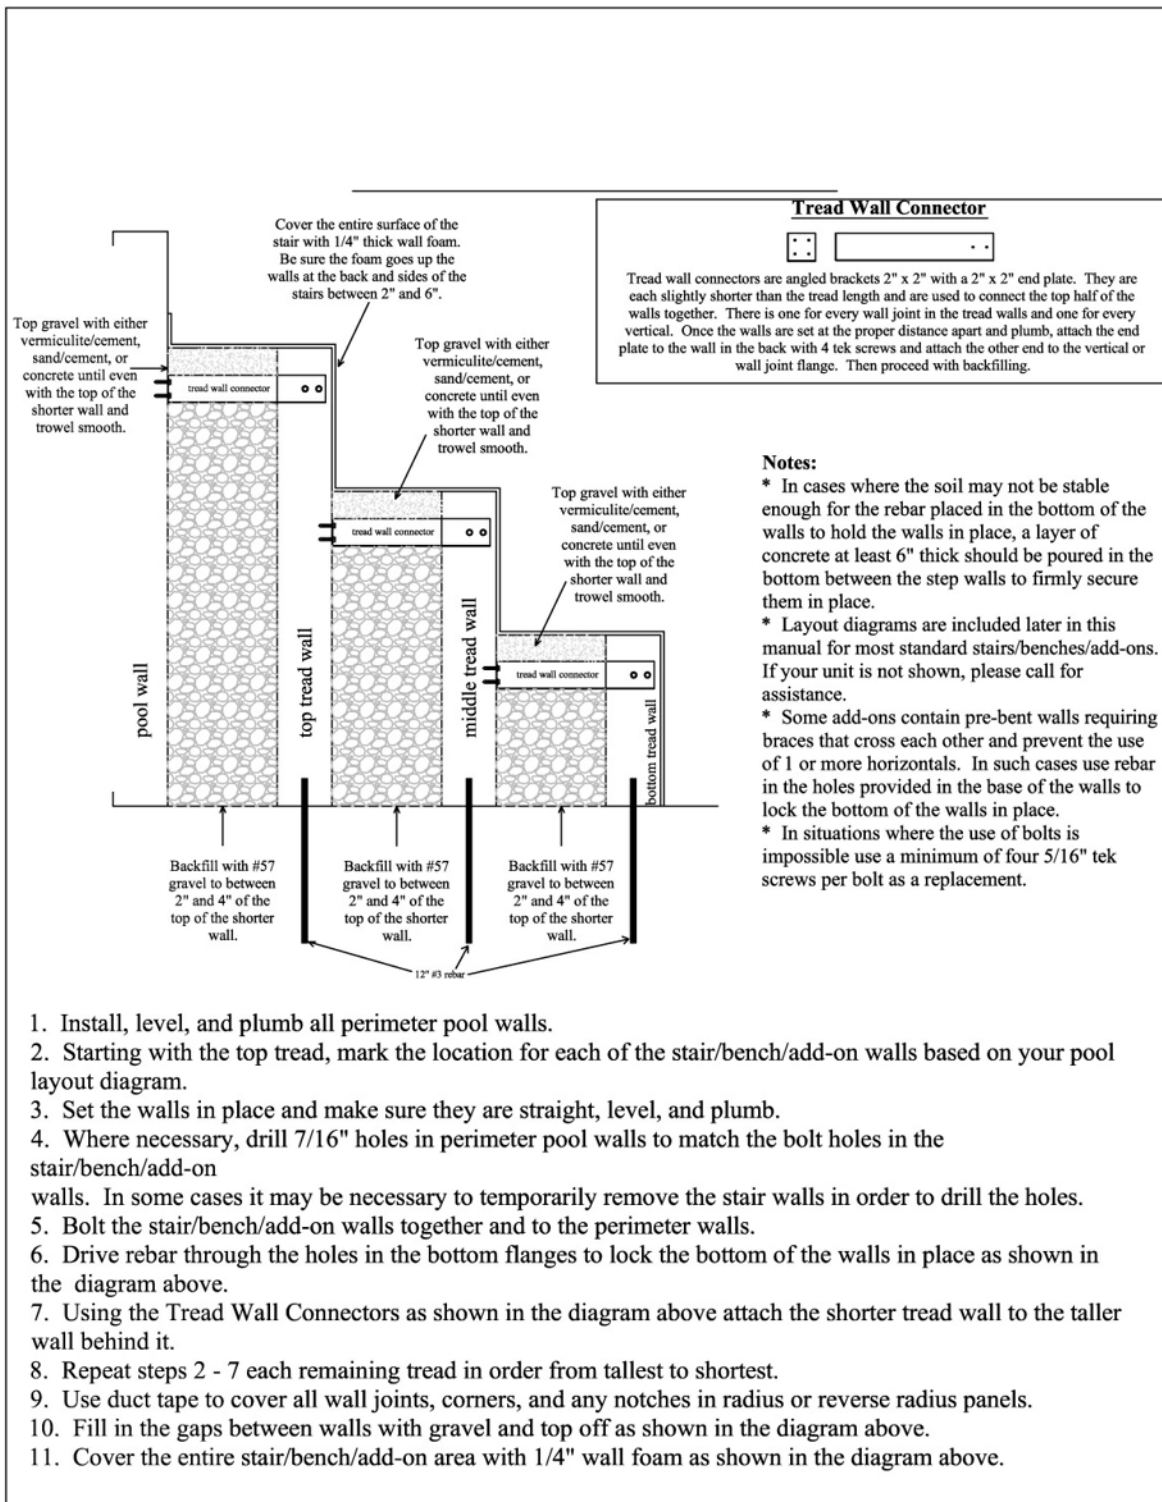 Cover the entire surface of the
stair with 1/4" thick wall foam.
Be sure the foam goes up the
walls at the back and sides of the
stairs between 2" and 6".
Tread Wall Connector
Tread wall connectors are angled brackets 2" x 2" with a 2" x 2" end plate. They are
each slightly shorter than the tread length and are used to connect the top half of the
walls together. There is one for every wall joint in the tread walls and one for every
vertical. Once the walls are set at the proper distance apart and plumb, attach the end
plate to the wall in the back with 4 tek screws and attach the other end to the vertical or
wall joint flange. Then proceed with backfilling.
Top gravel with either
vermiculite/cement,
sand/cement, or
concrete until even
with the top of the
shorter wall and
trowel smooth.
Top gravel with either
vermiculite/cement,
sand/cement, or
concrete until even
with the top of the
shorter wall and
trowel smooth.
Top gravel with either
vermiculite/cement,
sand/cement, or
concrete until even
with the top of the
shorter wall and
trowel smooth.
tread wall connector
tread wall connector
tread wall connector
pool wall
top tread wall
middle tread wall
bottom tread wall
Notes:
* In cases where the soil may not be stable
enough for the rebar placed in the bottom of the
walls to hold the walls in place, a layer of
concrete at least 6" thick should be poured in the
bottom between the step walls to firmly secure
them in place.
* Layout diagrams are included later in this
manual for most standard stairs/benches/add-ons.
If your unit is not shown, please call for
assistance.
* Some add-ons contain pre-bent walls requiring
braces that cross each other and prevent the use
of 1 or more horizontals. In such cases use rebar
in the holes provided in the base of the walls to
lock the bottom of the walls in place.
* In situations where the use of bolts is
impossible use a minimum of four 5/16" tek
screws per bolt as a replacement.
Backfill with #57
gravel to between
2" and 4" of the
top of the shorter
wall.
Backfill with #57
gravel to between
2" and 4" of the
top of the shorter
wall.
Backfill with #57
gravel to between
2" and 4" of the
top of the shorter
wall.
12" #3 rebar
1. Install, level, and plumb all perimeter pool walls.
2. Starting with the top tread, mark the location for each of the stair/bench/add-on walls based on your pool
layout diagram.
3. Set the walls in place and make sure they are straight, level, and plumb.
4. Where necessary, drill 7/16" holes in perimeter pool walls to match the bolt holes in the
stair/bench/add-on
walls. In some cases it may be necessary to temporarily remove the stair walls in order to drill the holes.
5. Bolt the stair/bench/add-on walls together and to the perimeter walls.
6. Drive rebar through the holes in the bottom flanges to lock the bottom of the walls in place as shown in
the diagram above.
7. Using the Tread Wall Connectors as shown in the diagram above attach the shorter tread wall to the taller
wall behind it.
8. Repeat steps 2 - 7 each remaining tread in order from tallest to shortest.
9. Use duct tape to cover all wall joints, corners, and any notches in radius or reverse radius panels.
10. Fill in the gaps between walls with gravel and top off as shown in the diagram above.
11. Cover the entire stair/bench/add-on area with 1/4" wall foam as shown in the diagram above.